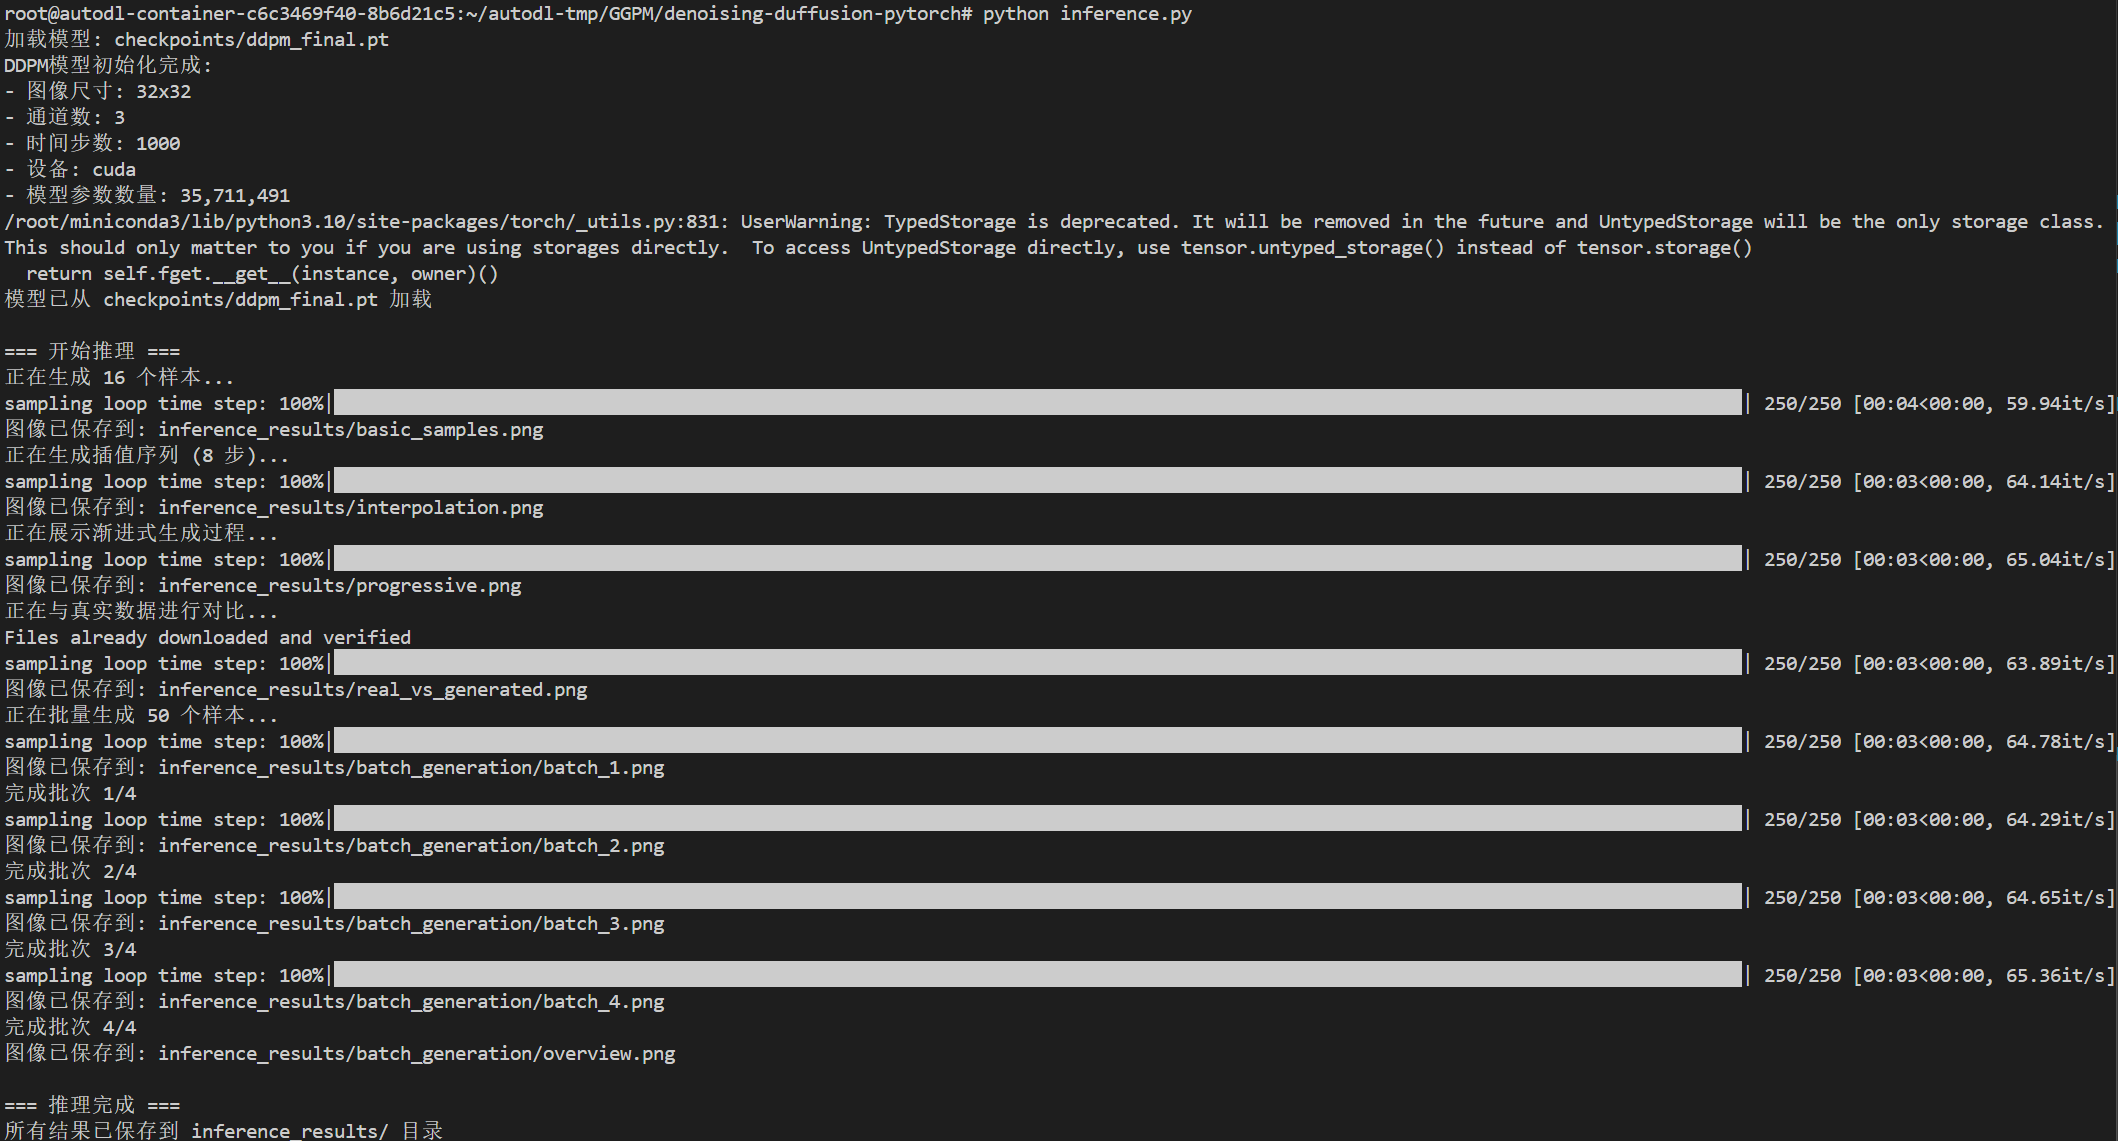 root@autodl-container-c6c3469f40-8b6d21c5:~/autodl-tmp/GGPM/denoising-duffusion-pytorch# python inference.py
加载模型: checkpoints/ddpm_final.pt
DDPM模型初始化完成:
- 图像尺寸: 32x32
- 通道数: 3
- 时间步数: 1000
- 设备: cuda
- 模型参数数量: 35,711,491
/root/miniconda3/lib/python3.10/site-packages/torch/_utils.py:831: UserWarning: TypedStorage is deprecated. It will be removed in the future and UntypedStorage will be the only storage class.
This should only matter to you if you are using storages directly.  To access UntypedStorage directly, use tensor.untyped_storage() instead of tensor.storage()
  return self.fget.__get__(instance, owner)()
模型已从 checkpoints/ddpm_final.pt 加载

=== 开始推理 ===
正在生成 16 个样本...
sampling loop time step: 100%|| 250/250 [00:04<00:00, 59.94it/s]
图像已保存到: inference_results/basic_samples.png
正在生成插值序列 (8 步)...
sampling loop time step: 100%|| 250/250 [00:03<00:00, 64.14it/s]
图像已保存到: inference_results/interpolation.png
正在展示渐进式生成过程...
sampling loop time step: 100%|| 250/250 [00:03<00:00, 65.04it/s]
图像已保存到: inference_results/progressive.png
正在与真实数据进行对比...
Files already downloaded and verified
sampling loop time step: 100%|| 250/250 [00:03<00:00, 63.89it/s]
图像已保存到: inference_results/real_vs_generated.png
正在批量生成 50 个样本...
sampling loop time step: 100%|| 250/250 [00:03<00:00, 64.78it/s]
图像已保存到: inference_results/batch_generation/batch_1.png
完成批次 1/4
sampling loop time step: 100%|| 250/250 [00:03<00:00, 64.29it/s]
图像已保存到: inference_results/batch_generation/batch_2.png
完成批次 2/4
sampling loop time step: 100%|| 250/250 [00:03<00:00, 64.65it/s]
图像已保存到: inference_results/batch_generation/batch_3.png
完成批次 3/4
sampling loop time step: 100%|| 250/250 [00:03<00:00, 65.36it/s]
图像已保存到: inference_results/batch_generation/batch_4.png
完成批次 4/4
图像已保存到: inference_results/batch_generation/overview.png

=== 推理完成 ===
所有结果已保存到 inference_results/ 目录